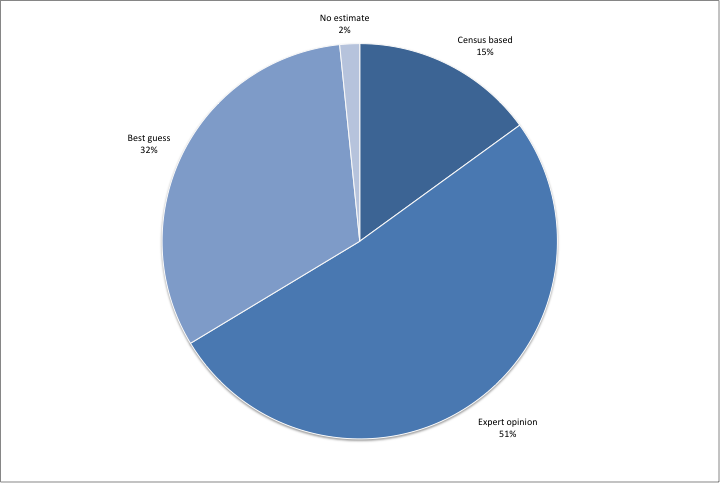 No estimate
2%
Census based
15%
Best guess
32%
Expert opinion
51%